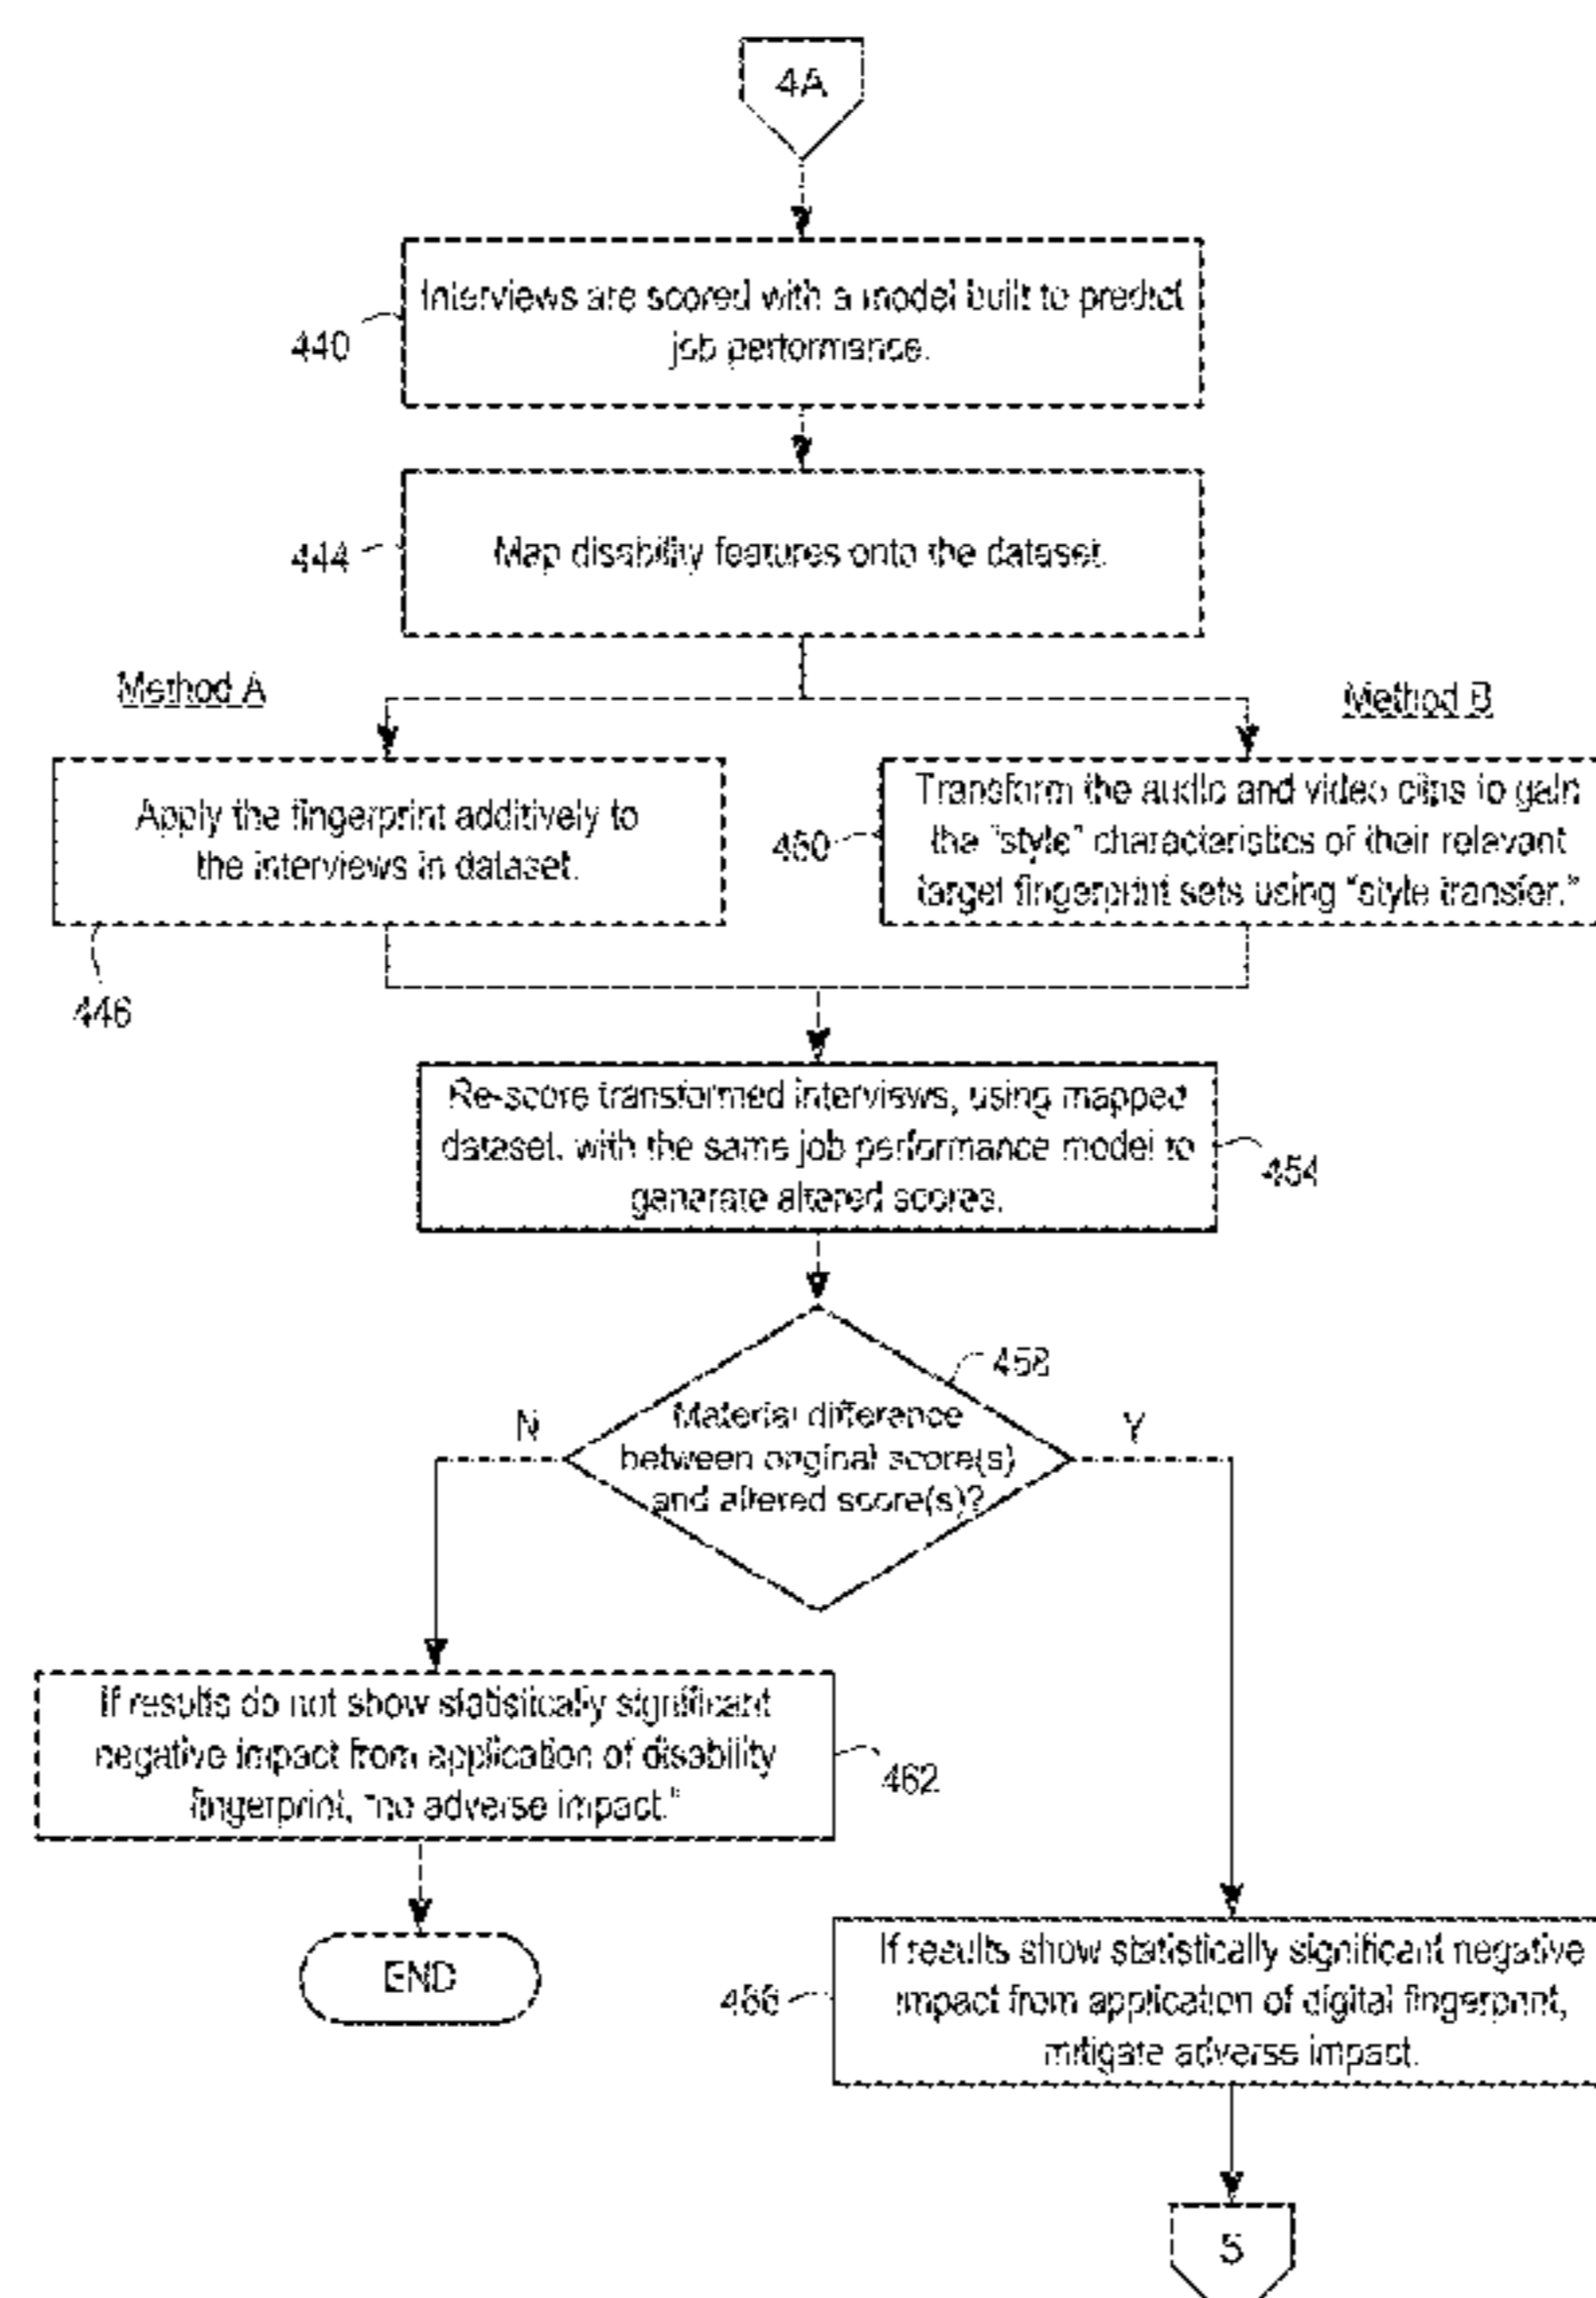 4A
Interviews are scored with a model built to predict
job performance.
440
Map disability features onto the dataset.
444
Method A
Method B
Apply the fingerprint additively to
the interviews in dataset.
446
Transform the audio and video clips to gain
the "style" characteristics of their relevant
target fingerprint sets using "style transfer."
450
Re-score transformed interviews, using mapped
dataset, with the same job performance model to
generate altered scores.
454
458
Material difference
between original score(s)
and altered score(s)?
N
Y
If results do not show statistically significant
negative impact from application of disability
fingerprint, "no adverse impact."
462
END
If results show statistically significant negative
impact from application of digital fingerprint,
mitigate adverse impact.
466
5